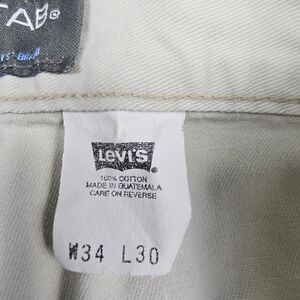 TAB®
LEVI'S®
100% COTTON
MADE IN GUATEMALA
CARE ON REVERSE
W34 L30